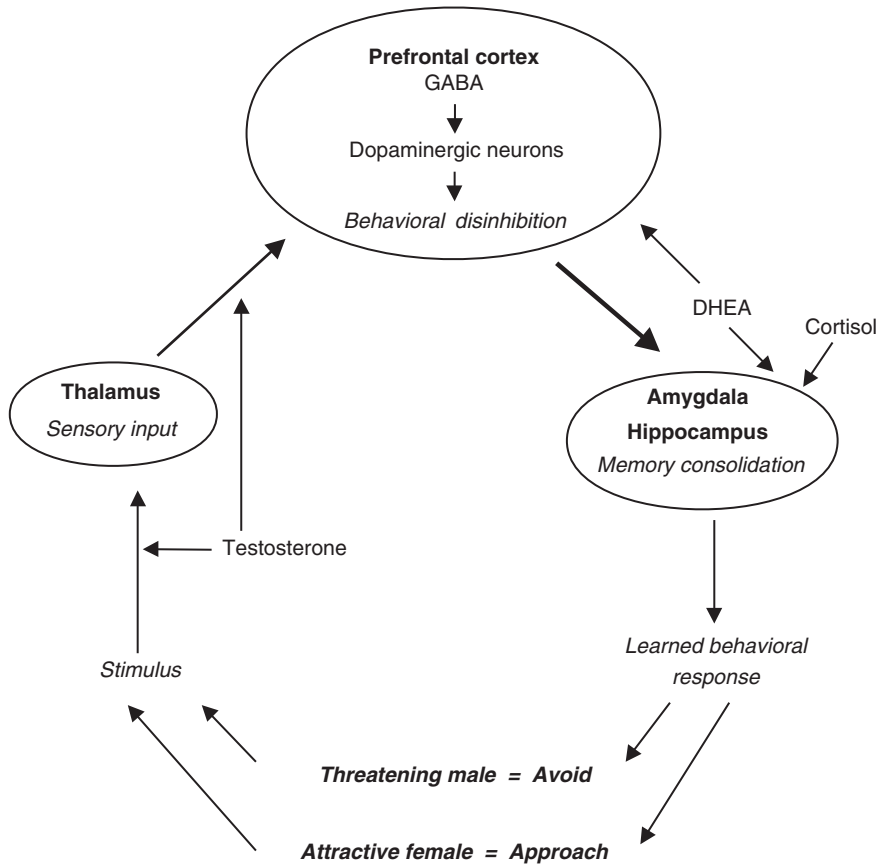 Prefrontal cortex
GABA
Dopaminergic neurons
Behavioral disinhibition
DHEA
Cortisol
Thalamus
Sensory input
Amygdala
Hippocampus
Memory consolidation
Testosterone
Stimulus
Learned behavioral
response
Threatening male = Avoid
Attractive female = Approach